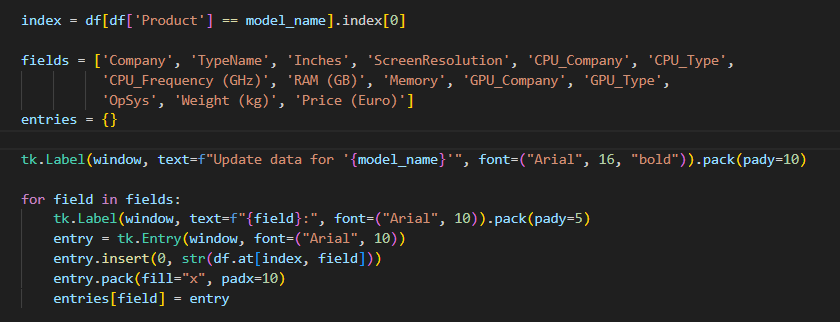 index = df[df['Product'] == model_name].index[0]
fields = ['Company', 'TypeName', 'Inches', 'ScreenResolution', 'CPU_Company', 'CPU_Type',
'CPU_Frequency (GHz)', 'RAM (GB)', 'Memory', 'GPU_Company', 'GPU_Type',
'OpSys', 'Weight (kg)', 'Price (Euro)']
entries = {}
tk.Label(window, text=f"Update data for '{model_name}'", font=("Arial", 16, "bold")).pack(pady=10)
for field in fields:
tk.Label(window, text=f"{field}:", font=("Arial", 10)).pack(pady=5)
entry = tk.Entry(window, font=("Arial", 10))
entry.insert(0, str(df.at[index, field]))
entry.pack(fill="x", padx=10)
entries[field] = entry